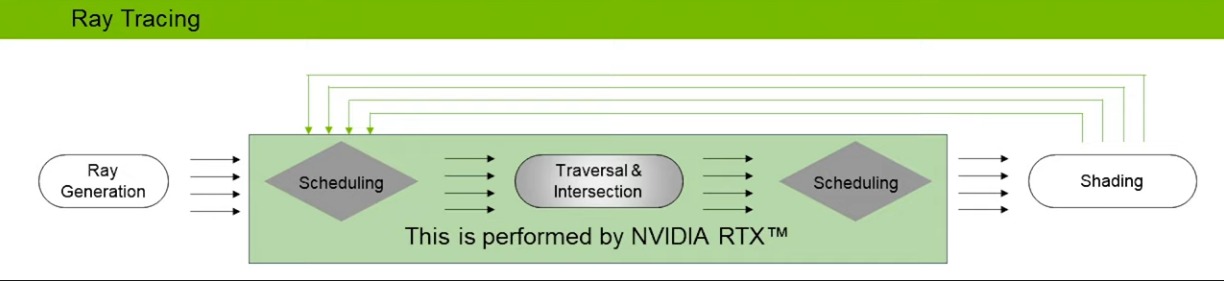 Ray Tracing
Ray
Generation
Scheduling
Traversal &
Intersection
Scheduling
Shading
This is performed by NVIDIA RTX™